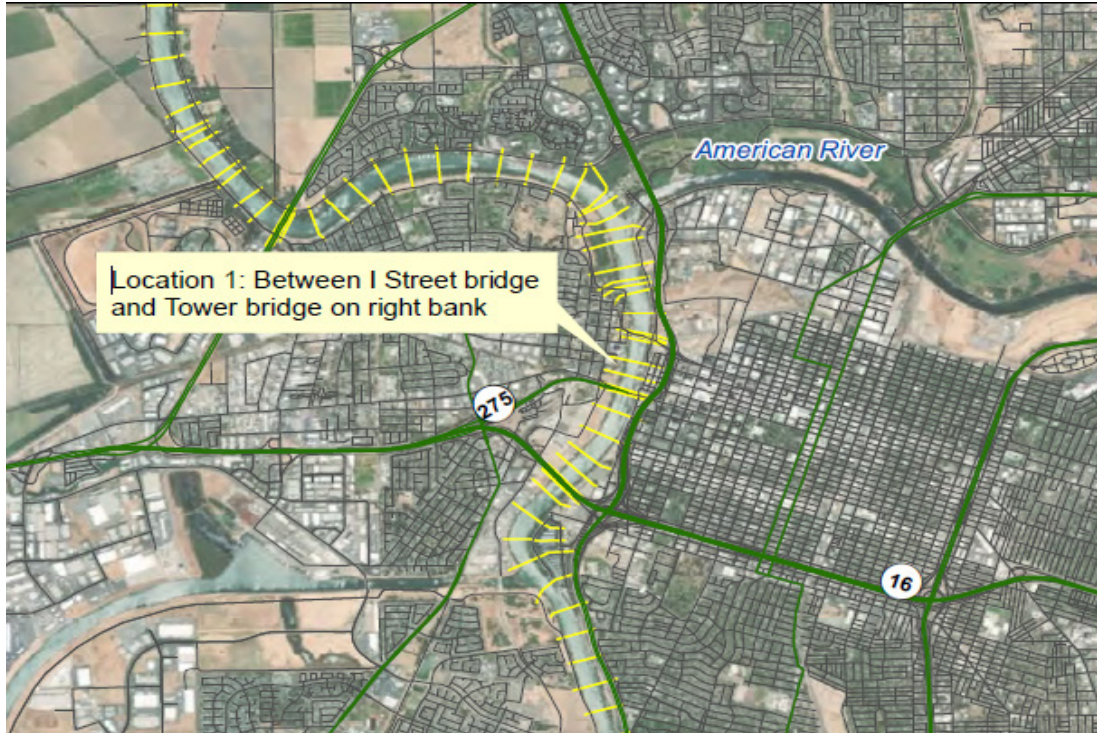 American River
Location 1: Between I Street bridge
and Tower bridge on right bank
275
16